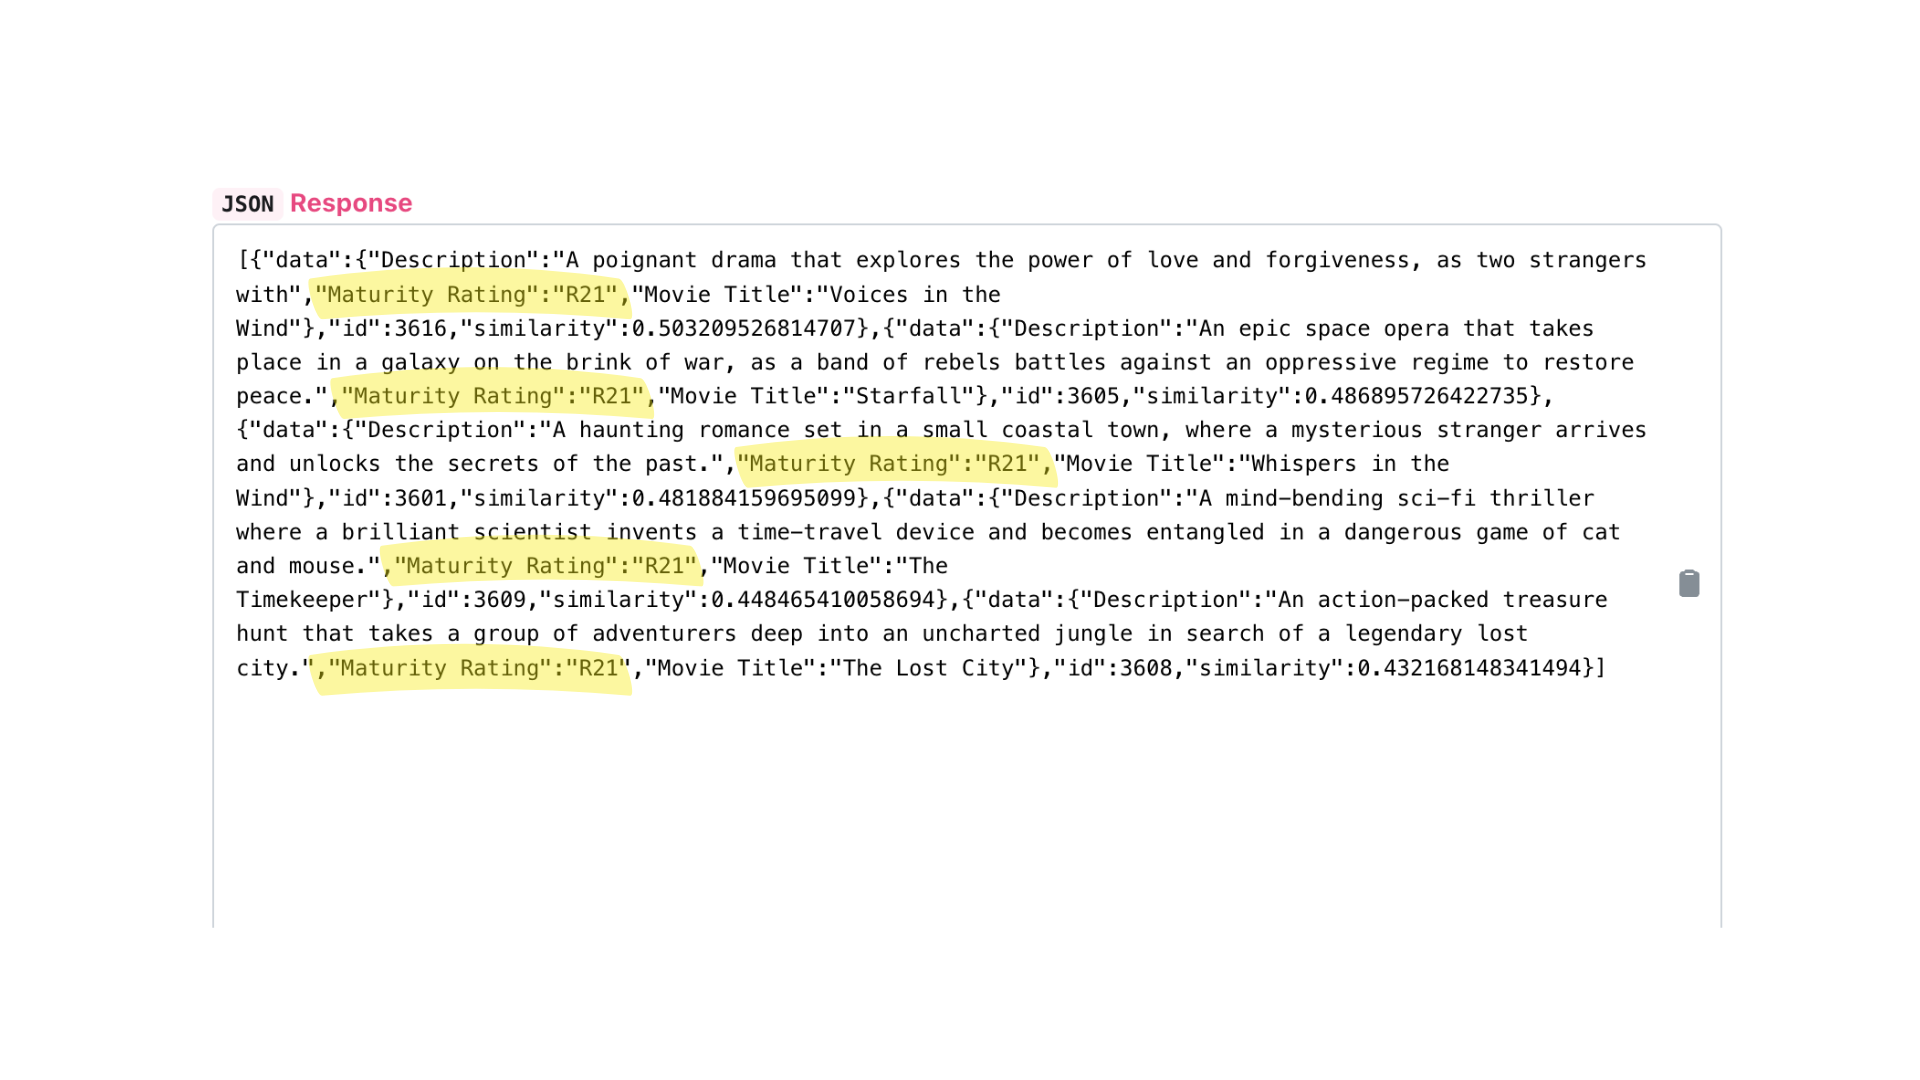 JSON Response
[{"data":{"Description":"A poignant drama that explores the power of love and forgiveness, as two strangers
with","Maturity Rating":"R21","Movie Title":"Voices in the
Wind"},"id":3616,"similarity":0.503209526814707},{"data":{"Description":"An epic space opera that takes
place in a galaxy on the brink of war, as a band of rebels battles against an oppressive regime to restore
peace.","Maturity Rating":"R21","Movie Title":"Starfall"},"id":3605,"similarity":0.486895726422735},
{"data":{"Description":"A haunting romance set in a small coastal town, where a mysterious stranger arrives
and unlocks the secrets of the past.","Maturity Rating":"R21","Movie Title":"Whispers in the
Wind"},"id":3601,"similarity":0.481884159695099},{"data":{"Description":"A mind-bending sci-fi thriller
where a brilliant scientist invents a time-travel device and becomes entangled in a dangerous game of cat
and mouse.","Maturity Rating":"R21","Movie Title":"The
Timekeeper"},"id":3609,"similarity":0.448465410058694},{"data":{"Description":"An action-packed treasure
hunt that takes a group of adventurers deep into an uncharted jungle in search of a legendary lost
city.","Maturity Rating":"R21","Movie Title":"The Lost City"},"id":3608,"similarity":0.432168148341494}]